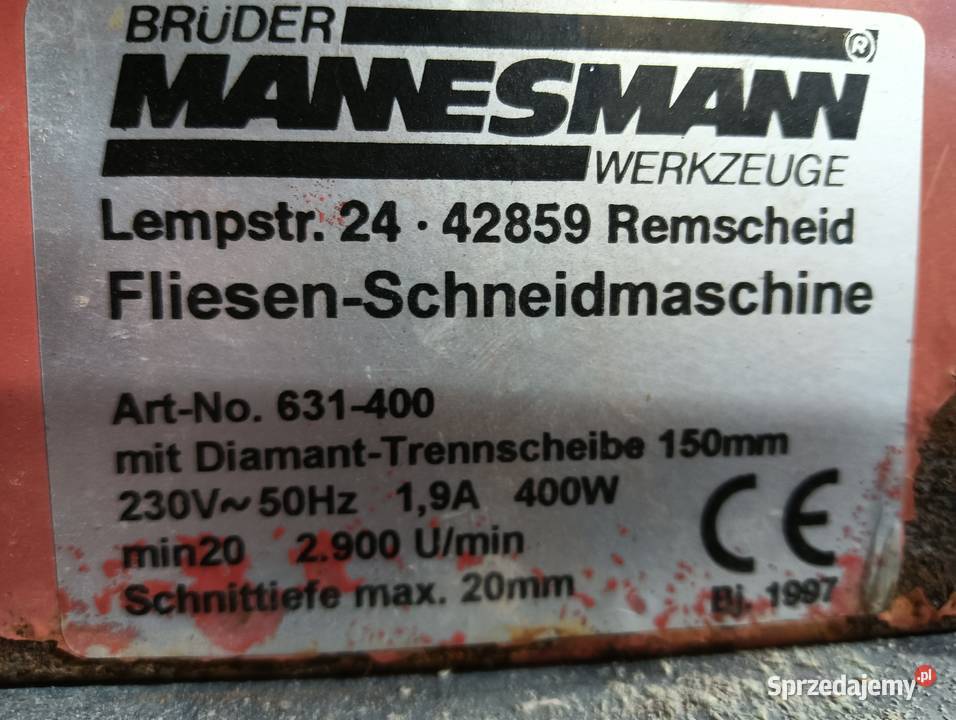 BRÜDER
MANNESMANN ®
WERKZEUGE
Lempstr. 24 · 42859 Remscheid
Fliesen-Schneidmaschine
Art-No. 631-400
mit Diamant-Trennscheibe 150mm
230V~50Hz 1,9A 400W
min20 2.900 U/min
Schnittiefe max. 20mm
CE
Bj. 1997
Sprzedajemy.pl